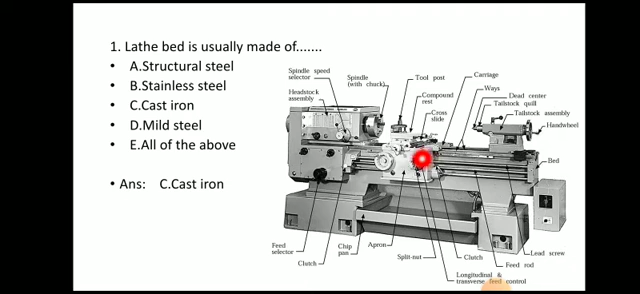 1. Lathe bed is usually made of.......
• A.Structural steel
• B.Stainless steel
• C.Cast iron
• D.Mild steel
• E.All of the above
• Ans: C.Cast iron
Spindle speed
selector
Headstock
assembly
Spindle
(with chuck)
Tool post
Compound
rest
Cross
slide
Carriage
Ways
Dead center
Tailstock quill
Tailstock assembly
Handwheel
Bed
Feed
selector
Clutch
Chip
pan
Apron
Split-nut
Clutch
Longitudinal &
transverse feed control
Feed rod
Lead screw